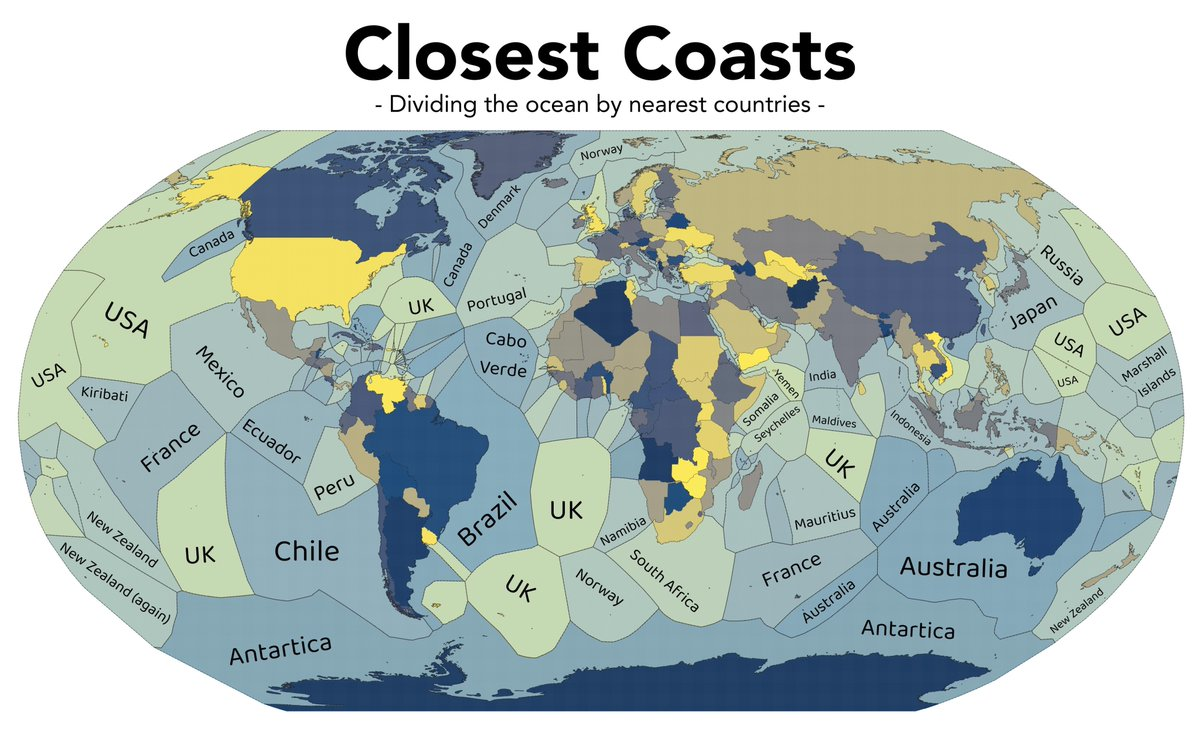 Closest Coasts
- Dividing the ocean by nearest countries -
Norway
Denmark
Canada
Canada
Russia
USA
UK
Portugal
Japan
USA
USA
Cabo
Verde
USA
Mexico
USA
Marshall
Islands
Kiribati
India
Yemen
Somalia
Seychelles
Maldives
Indonesia
France
Ecuador
UK
Peru
Brazil
UK
Namibia
Mauritius
Australia
New Zealand
UK
Chile
South Africa
France
Australia
New Zealand (again)
UK
Norway
Australia
New Zealand
Antartica
Antartica